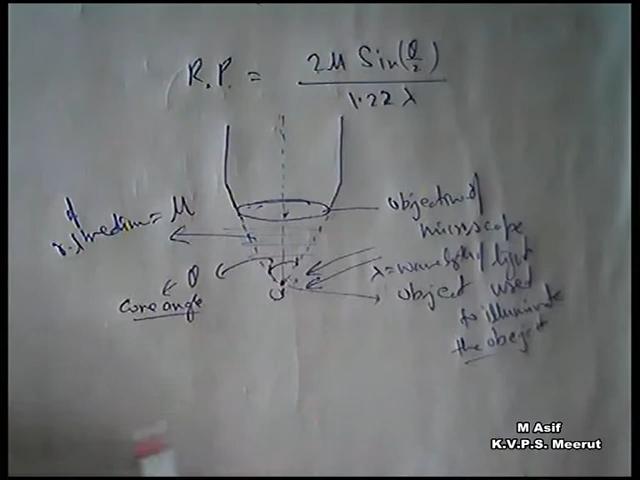 R.P. = 2μ Sin(θ/2) / 1.22 λ
r.i of medium = μ
objective of
microscope
λ = wavelength of light
used
to illuminate
the obeject
object
θ
Cone angle
O
M Asif
K.V.P.S. Meerut